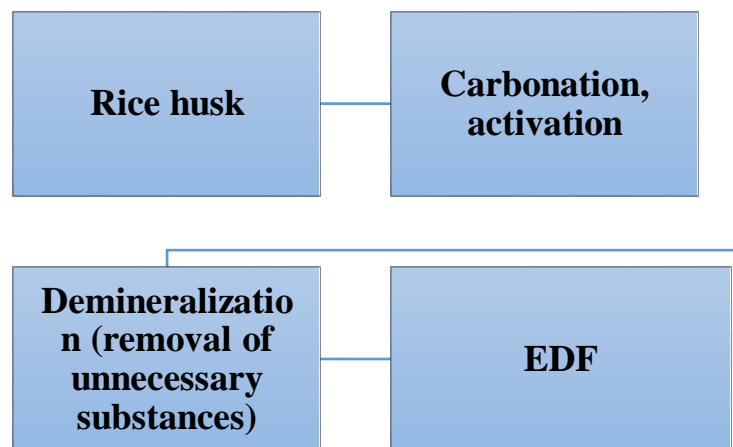 Rice husk
Carbonation,
activation
Demineralizatio
n (removal of
unnecessary
substances)
EDF